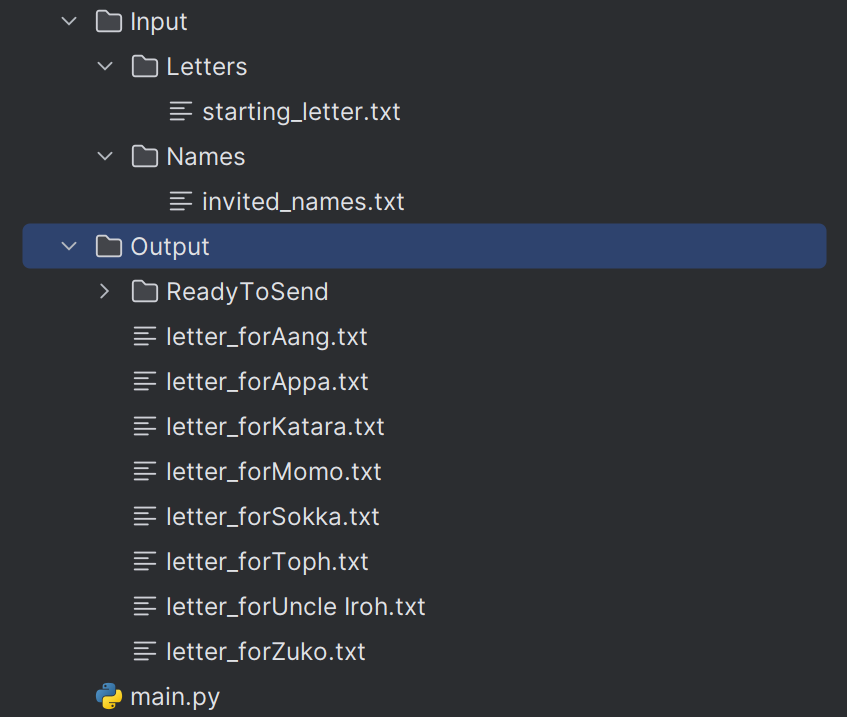 Input
Letters
starting_letter.txt
Names
invited_names.txt
Output
ReadyToSend
letter_forAang.txt
letter_forAppa.txt
letter_forKatara.txt
letter_forMomo.txt
letter_forSokka.txt
letter_forToph.txt
letter_forUncle Iroh.txt
letter_forZuko.txt
main.py